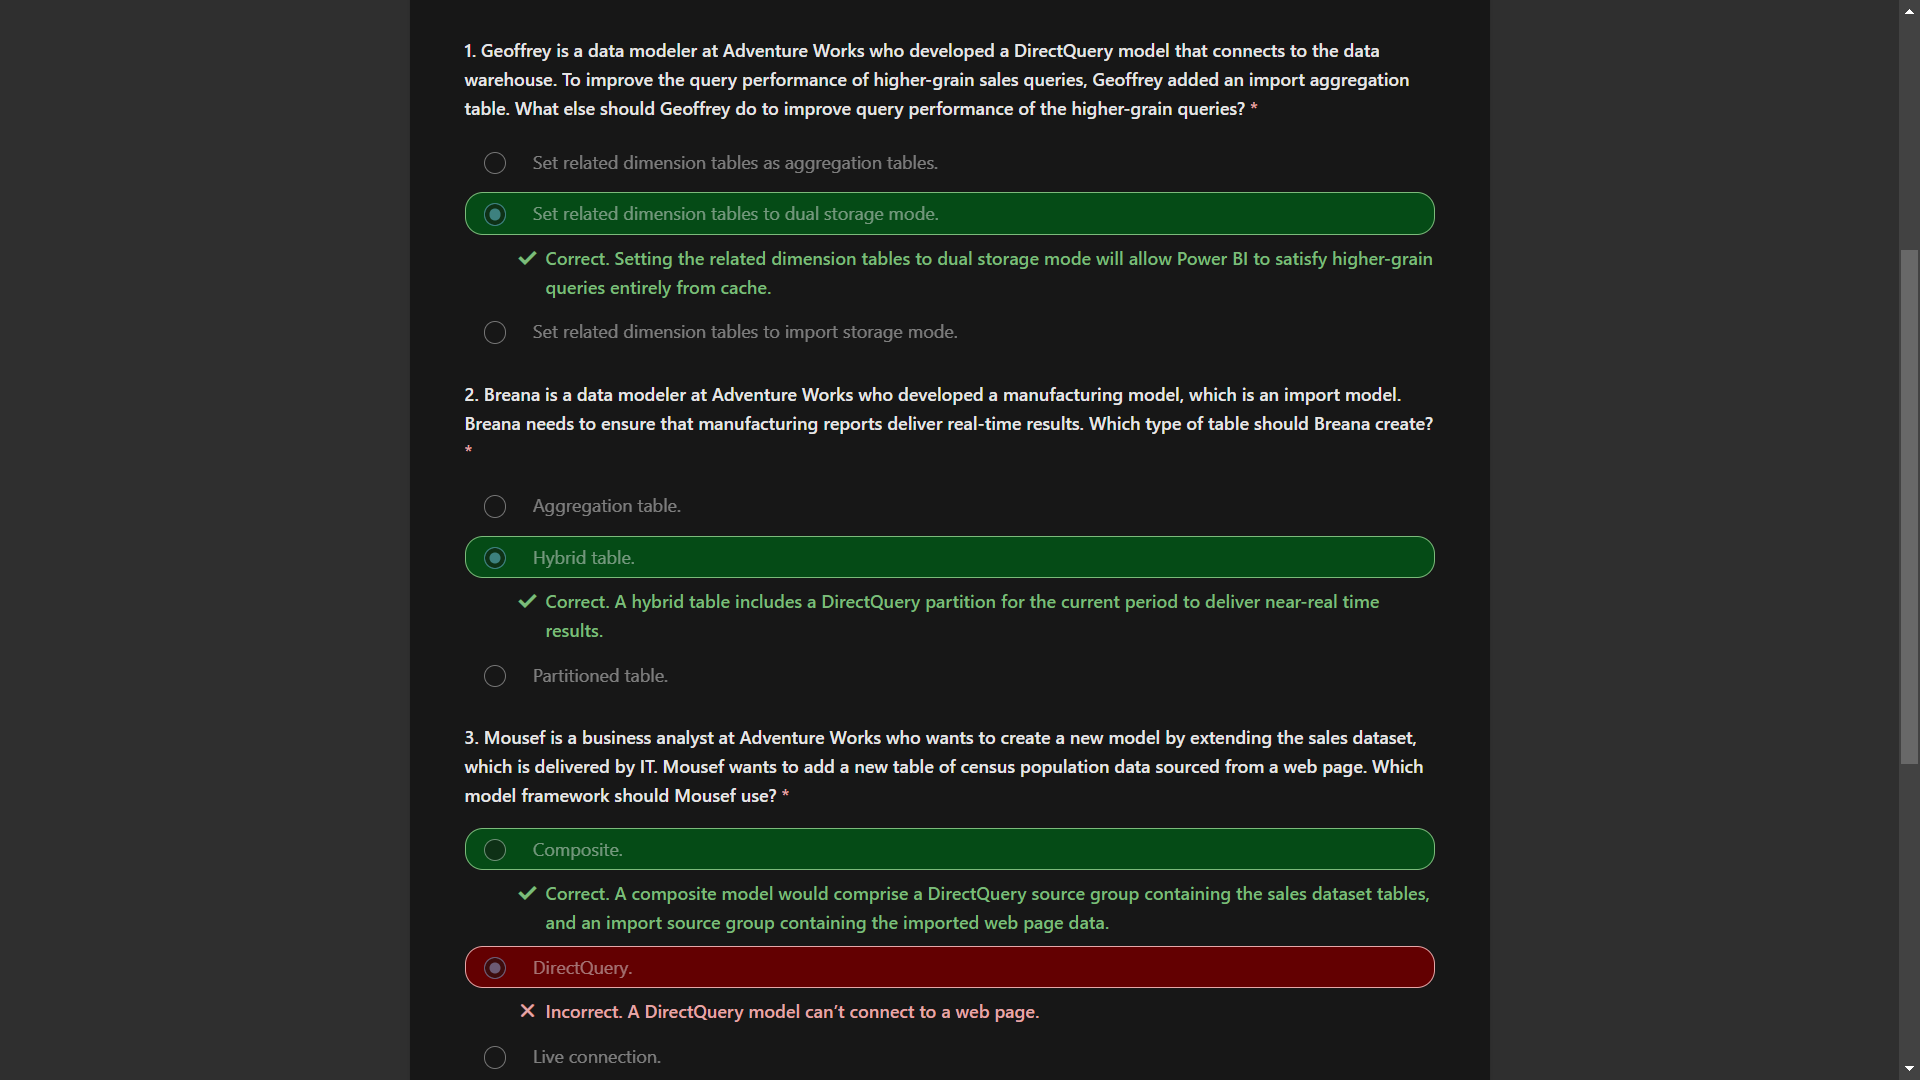 1. Geoffrey is a data modeler at Adventure Works who developed a DirectQuery model that connects to the data
warehouse. To improve the query performance of higher-grain sales queries, Geoffrey added an import aggregation
table. What else should Geoffrey do to improve query performance of the higher-grain queries? *
Set related dimension tables as aggregation tables.
Set related dimension tables to dual storage mode.
Correct. Setting the related dimension tables to dual storage mode will allow Power BI to satisfy higher-grain
queries entirely from cache.
Set related dimension tables to import storage mode.
2. Breana is a data modeler at Adventure Works who developed a manufacturing model, which is an import model.
Breana needs to ensure that manufacturing reports deliver real-time results. Which type of table should Breana create?
*
Aggregation table.
Hybrid table.
Correct. A hybrid table includes a DirectQuery partition for the current period to deliver near-real time
results.
Partitioned table.
3. Mousef is a business analyst at Adventure Works who wants to create a new model by extending the sales dataset,
which is delivered by IT. Mousef wants to add a new table of census population data sourced from a web page. Which
model framework should Mousef use? *
Composite.
Correct. A composite model would comprise a DirectQuery source group containing the sales dataset tables,
and an import source group containing the imported web page data.
DirectQuery.
Incorrect. A DirectQuery model can’t connect to a web page.
Live connection.